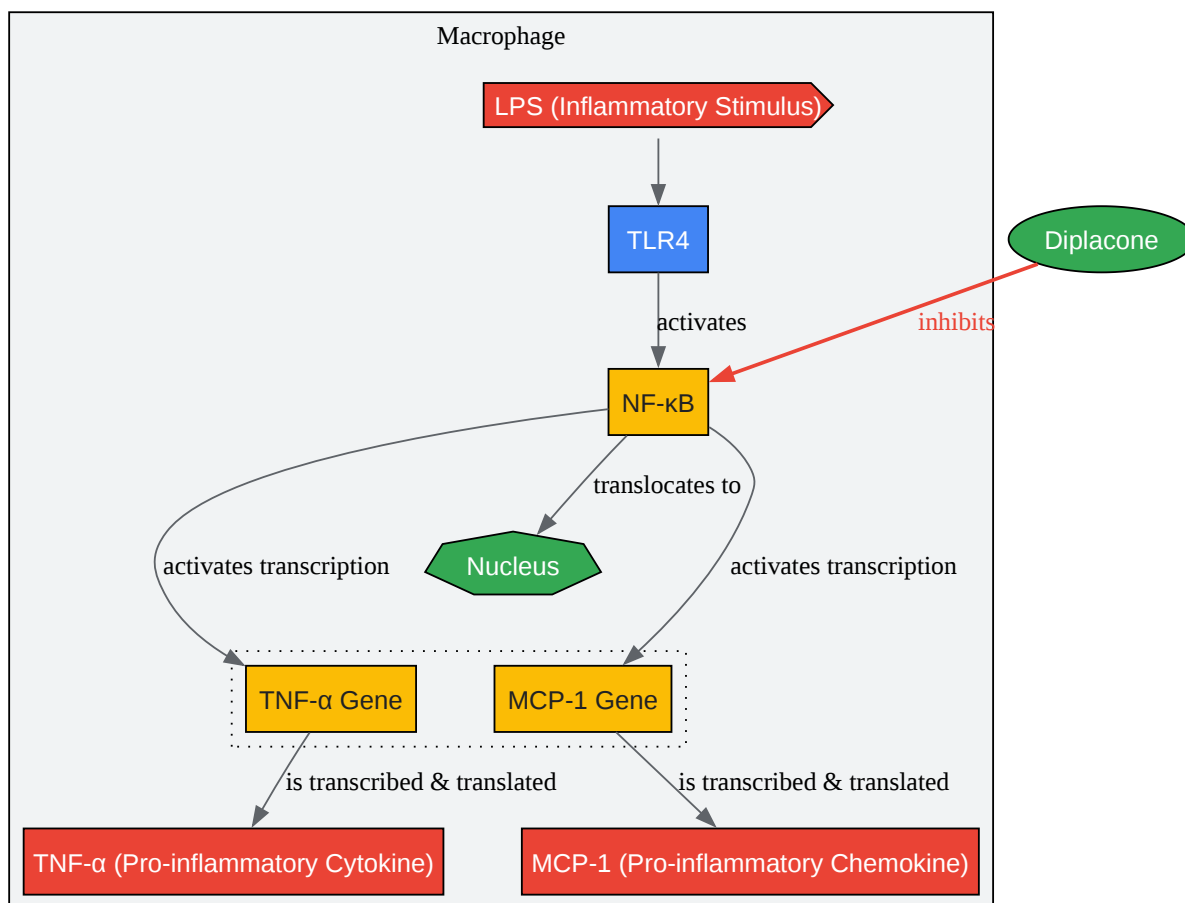 Macrophage
LPS (Inflammatory Stimulus)
TLR4
Diplacone
activates
inhibits
NF-κB
translocates to
activates transcription
Nucleus
activates transcription
TNF-α Gene
MCP-1 Gene
is transcribed & translated
is transcribed & translated
TNF-α (Pro-inflammatory Cytokine)
MCP-1 (Pro-inflammatory Chemokine)